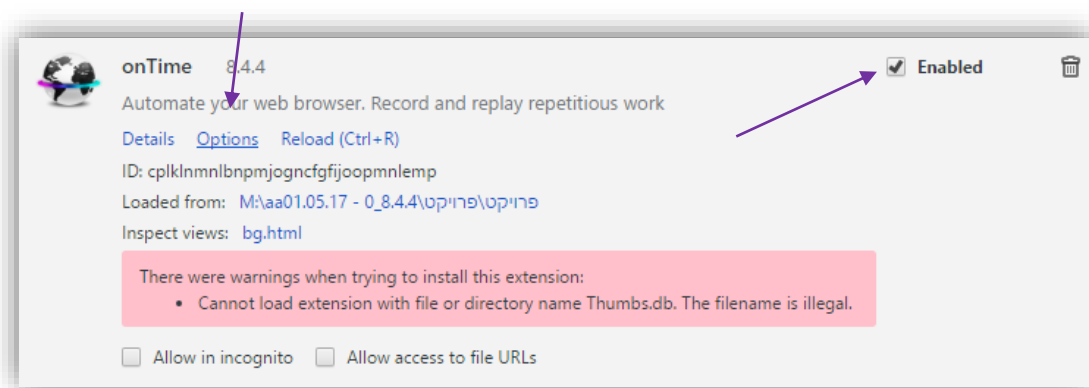 onTime 8.4.4 Enabled
Automate your web browser. Record and replay repetitious work
Details Options Reload (Ctrl+R)
ID: cplklnmnlbnpmjogncfgfijoopmnlemp
Loaded from: M:\aa01.05.17 - פרויקט\פרויקט\0_8.4.4
Inspect views: bg.html
There were warnings when trying to install this extension:
• Cannot load extension with file or directory name Thumbs.db. The filename is illegal.
Allow in incognito Allow access to file URLs